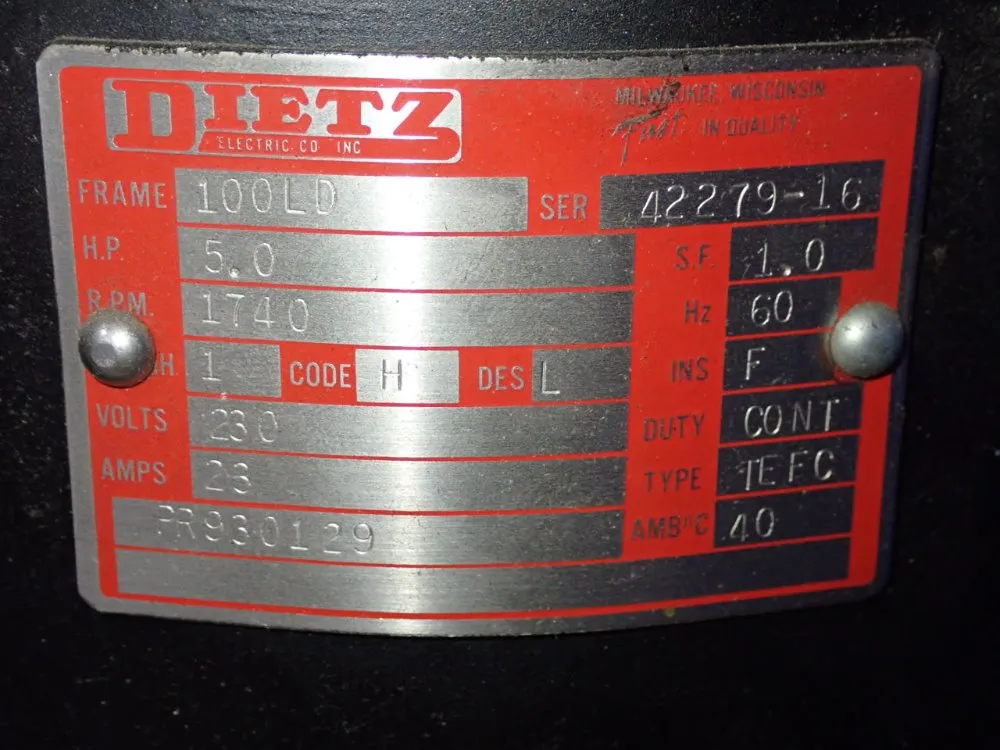 DIETZ
ELECTRIC CO INC
MILWAUKEE, WISCONSIN
First IN QUALITY
FRAME 100LD SER 42279-16
H.P. 5.0 S.F. 1.0
R.P.M. 1740 Hz 60
H. 1 CODE H DES L INS F
VOLTS 230 DUTY CONT
AMPS 23 TYPE TEFC
PR930129 AMB°C 40